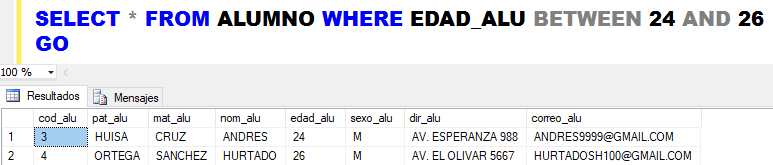 SELECT * FROM ALUMNO WHERE EDAD_ALU BETWEEN 24 AND 26
GO
100 %
Resultados Mensajes
cod_alu pat_alu mat_alu nom_alu edad_alu sexo_alu dir_alu correo_alu
1 3 HUISA CRUZ ANDRES 24 M AV. ESPERANZA 988 ANDRES9999@GMAIL.COM
2 4 ORTEGA SANCHEZ HURTADO 26 M AV. EL OLIVAR 5667 HURTADOSH100@GMAIL.COM